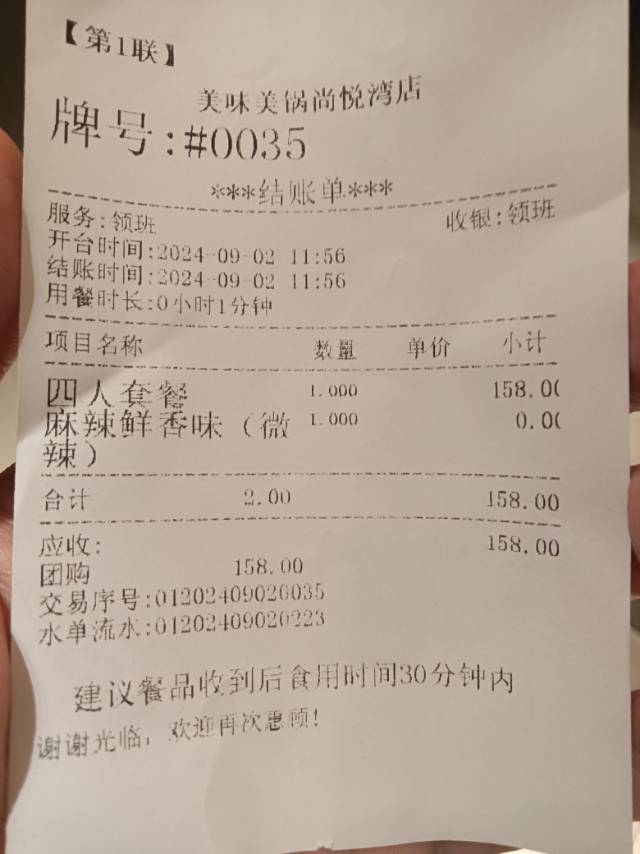 【第1联】
美味美锅尚悦湾店
牌号:#0035
***结账单***
服务:领班 收银:领班
开台时间:2024-09-02 11:56
结账时间:2024-09-02 11:56
用餐时长:0小时1分钟
项目名称 数量 单价 小计
四人套餐 1.000 158.00
麻辣鲜香味（微 1.000 0.00
辣）
合计 2.00 158.00
应收: 158.00
团购 158.00
交易序号:01202409020035
水单流水:01202409020223
建议餐品收到后食用时间30分钟内
谢谢光临，欢迎再次惠顾!